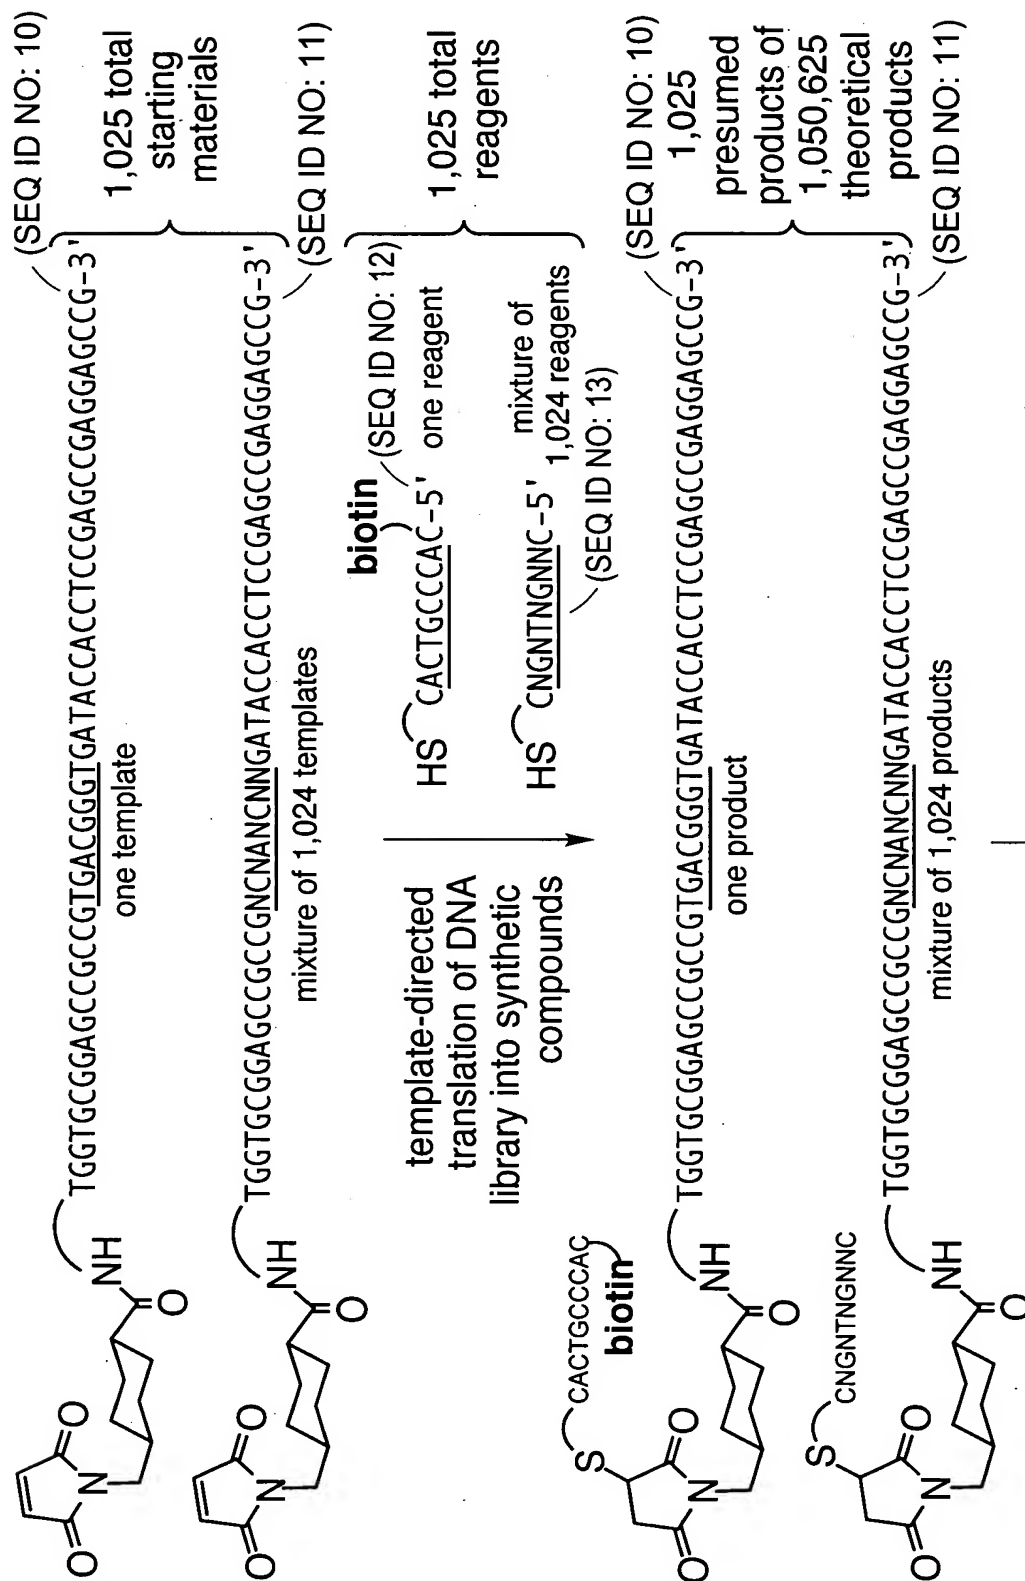 (SEQ ID NO: 10)
TGGTGCGGAGCCGCCGTGACGGGTGATACCACCTCCGAGCCGAGGAGCCG-3'
one template
1,025 total
starting
materials
NH
O
O
N
O
TGGTGCGGAGCCGCCGNCNANCNNGATACCACCTCCGAGCCGAGGAGCCG-3'
mixture of 1,024 templates
(SEQ ID NO: 11)
NH
O
O
N
O
template-directed
translation of DNA
library into synthetic
compounds
biotin
(SEQ ID NO: 12)
HS
CACTGCCCAC-5'
one reagent
HS
CNGNTNGNNC-5'
mixture of
1,024 reagents
(SEQ ID NO: 13)
1,025 total
reagents
CACTGCCCAC
biotin
S
O
N
O
NH
O
TGGTGCGGAGCCGCCGTGACGGGTGATACCACCTCCGAGCCGAGGAGCCG-3'
(SEQ ID NO: 10)
one product
1,025
presumed
products of
1,050,625
theoretical
products
CNGNTNGNNC
S
O
N
O
NH
O
TGGTGCGGAGCCGCCGNCNANCNNGATACCACCTCCGAGCCGAGGAGCCG-3'
(SEQ ID NO: 11)
mixture of 1,024 products